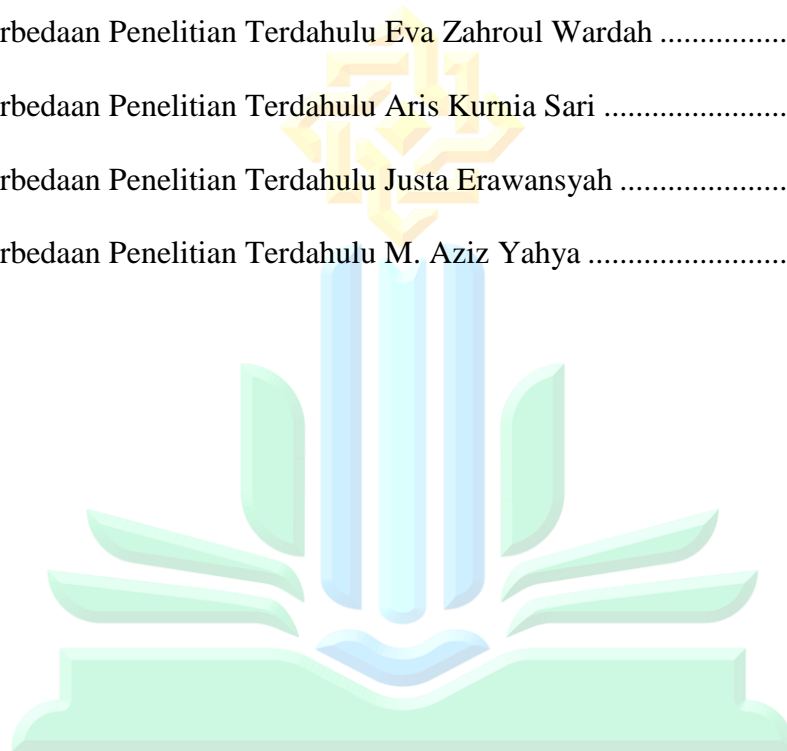 rbedaan Penelitian Terdahulu Eva Zahroul Wardah ................
rbedaan Penelitian Terdahulu Aris Kurnia Sari .......................
rbedaan Penelitian Terdahulu Justa Erawansyah .....................
rbedaan Penelitian Terdahulu M. Aziz Yahya .........................